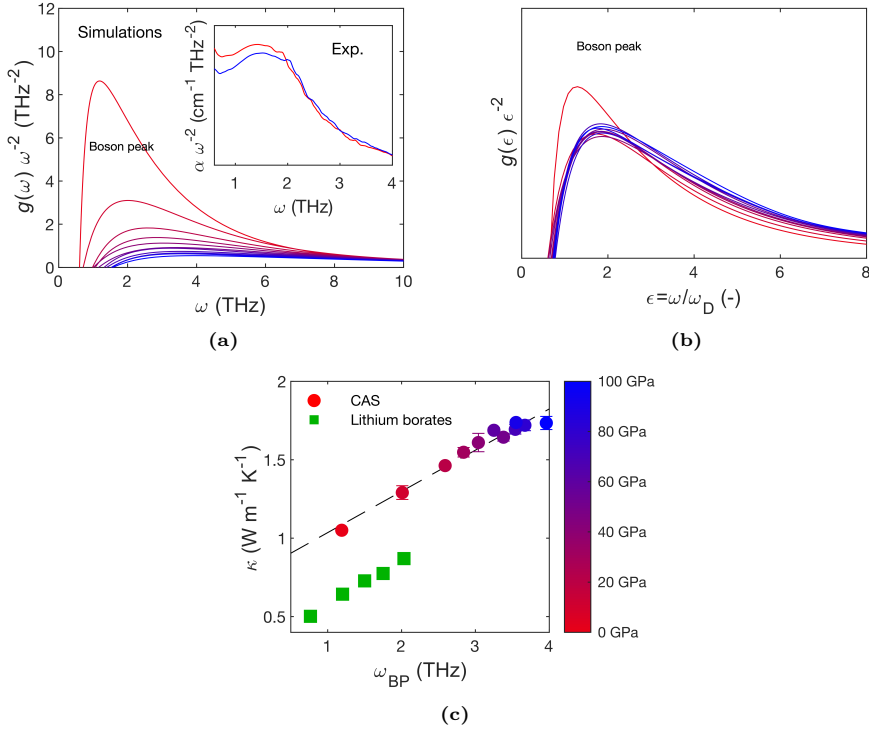 12
10
8
6
4
2
0
g(ω) ω⁻² (THz⁻²)
Simulations
Boson peak
0 2 4 6 8 10
ω (THz)
Exp.
α ω⁻² (cm⁻¹ THz⁻²)
1 2 3 4
ω (THz)
(a)
Boson peak
g(ϵ) ϵ⁻²
0 2 4 6 8
ϵ=ω/ω_D (-)
(b)
2
1.5
1
0.5
κ (W m⁻¹ K⁻¹)
CAS
Lithium borates
1 2 3 4
ω_BP (THz)
100 GPa
80 GPa
60 GPa
40 GPa
20 GPa
0 GPa
(c)